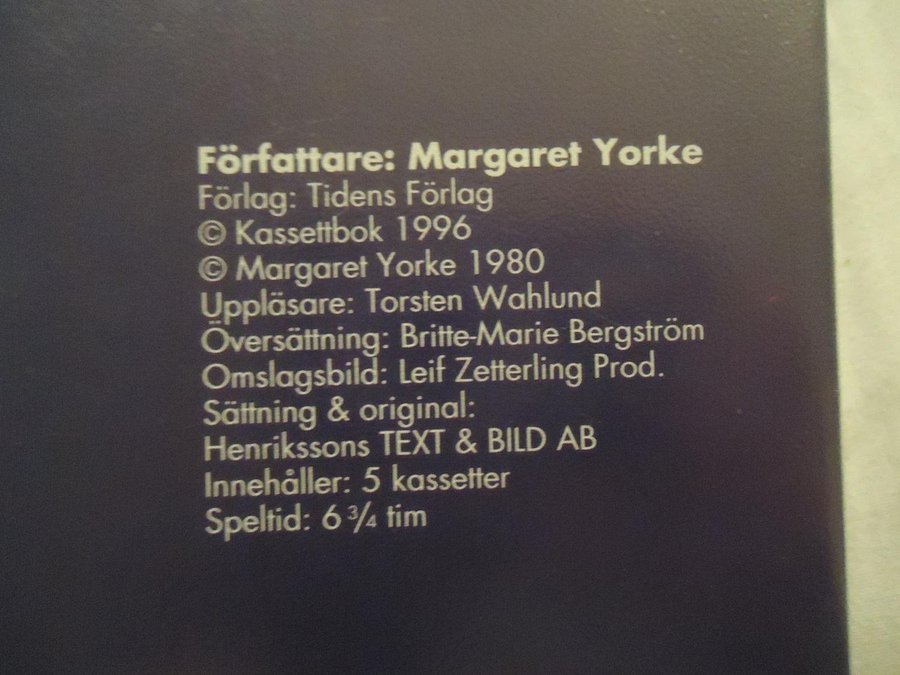 Författare: Margaret Yorke
Förlag: Tidens Förlag
© Kassettbok 1996
© Margaret Yorke 1980
Uppläsare: Torsten Wahlund
Översättning: Britte-Marie Bergström
Omslagsbild: Leif Zetterling Prod.
Sättning & original:
Henrikssons TEXT & BILD AB
Innehåller: 5 kassetter
Speltid: 6 ¾ tim